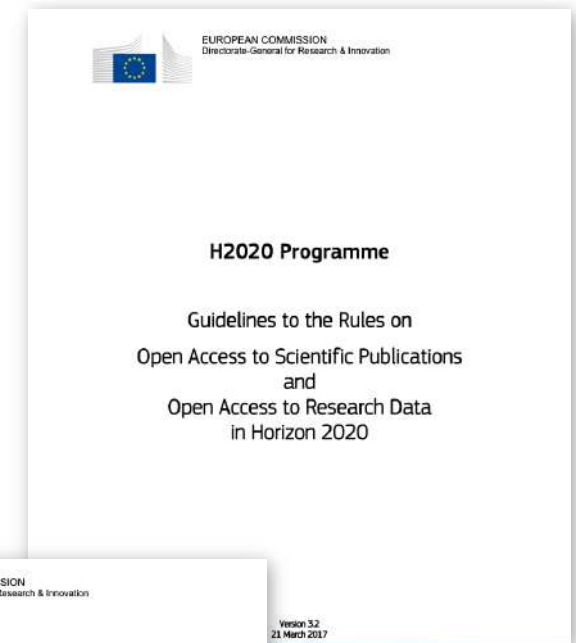 EUROPEAN COMMISSION
Directorate-General for Research & Innovation
H2020 Programme
Guidelines to the Rules on
Open Access to Scientific Publications
and
Open Access to Research Data
in Horizon 2020
Version 3.2
21 March 2017
SION
Research & Innovation